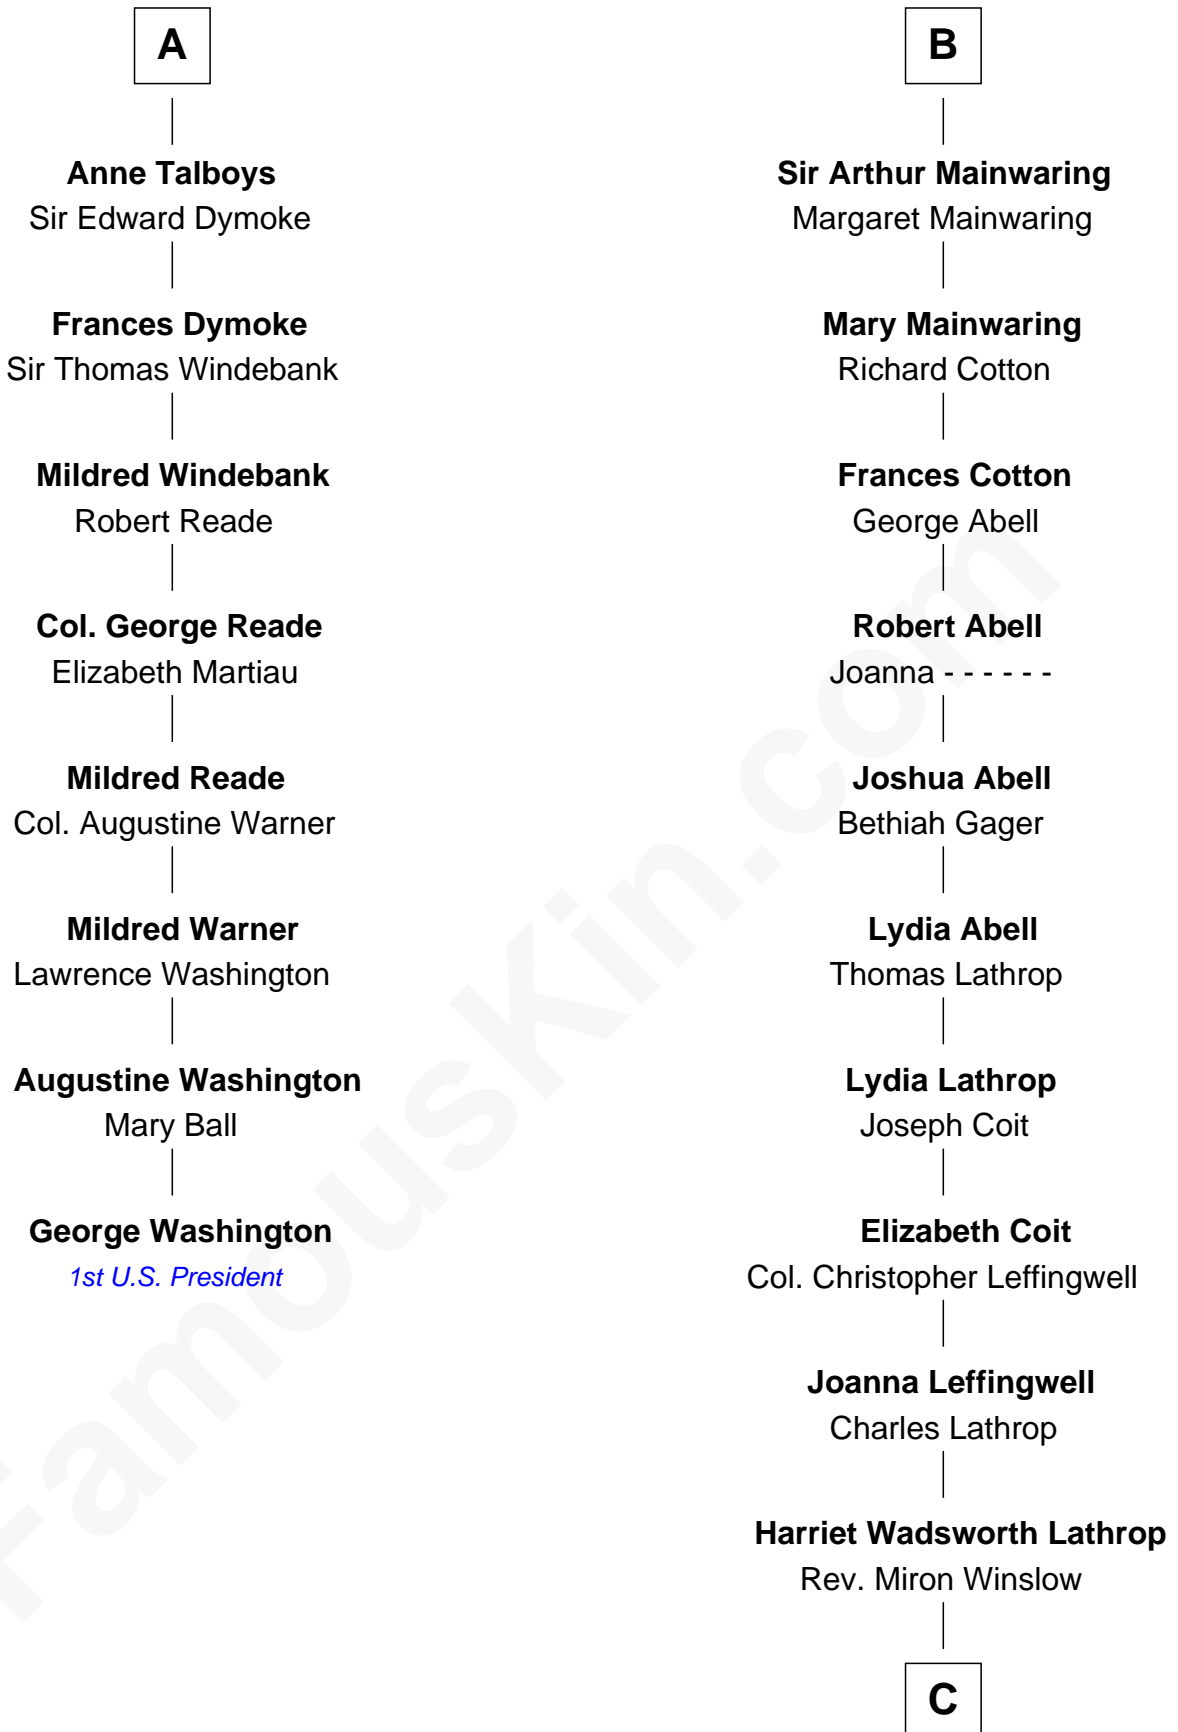 A
Anne Talboys
Sir Edward Dymoke
Frances Dymoke
Sir Thomas Windebank
Mildred Windebank
Robert Reade
Col. George Reade
Elizabeth Martiau
Mildred Reade
Col. Augustine Warner
Mildred Warner
Lawrence Washington
Augustine Washington
Mary Ball
George Washington
1st U.S. President
B
Sir Arthur Mainwaring
Margaret Mainwaring
Mary Mainwaring
Richard Cotton
Frances Cotton
George Abell
Robert Abell
Joanna - - - - - -
Joshua Abell
Bethiah Gager
Lydia Abell
Thomas Lathrop
Lydia Lathrop
Joseph Coit
Elizabeth Coit
Col. Christopher Leffingwell
Joanna Leffingwell
Charles Lathrop
Harriet Wadsworth Lathrop
Rev. Miron Winslow
C
FamousKin.com